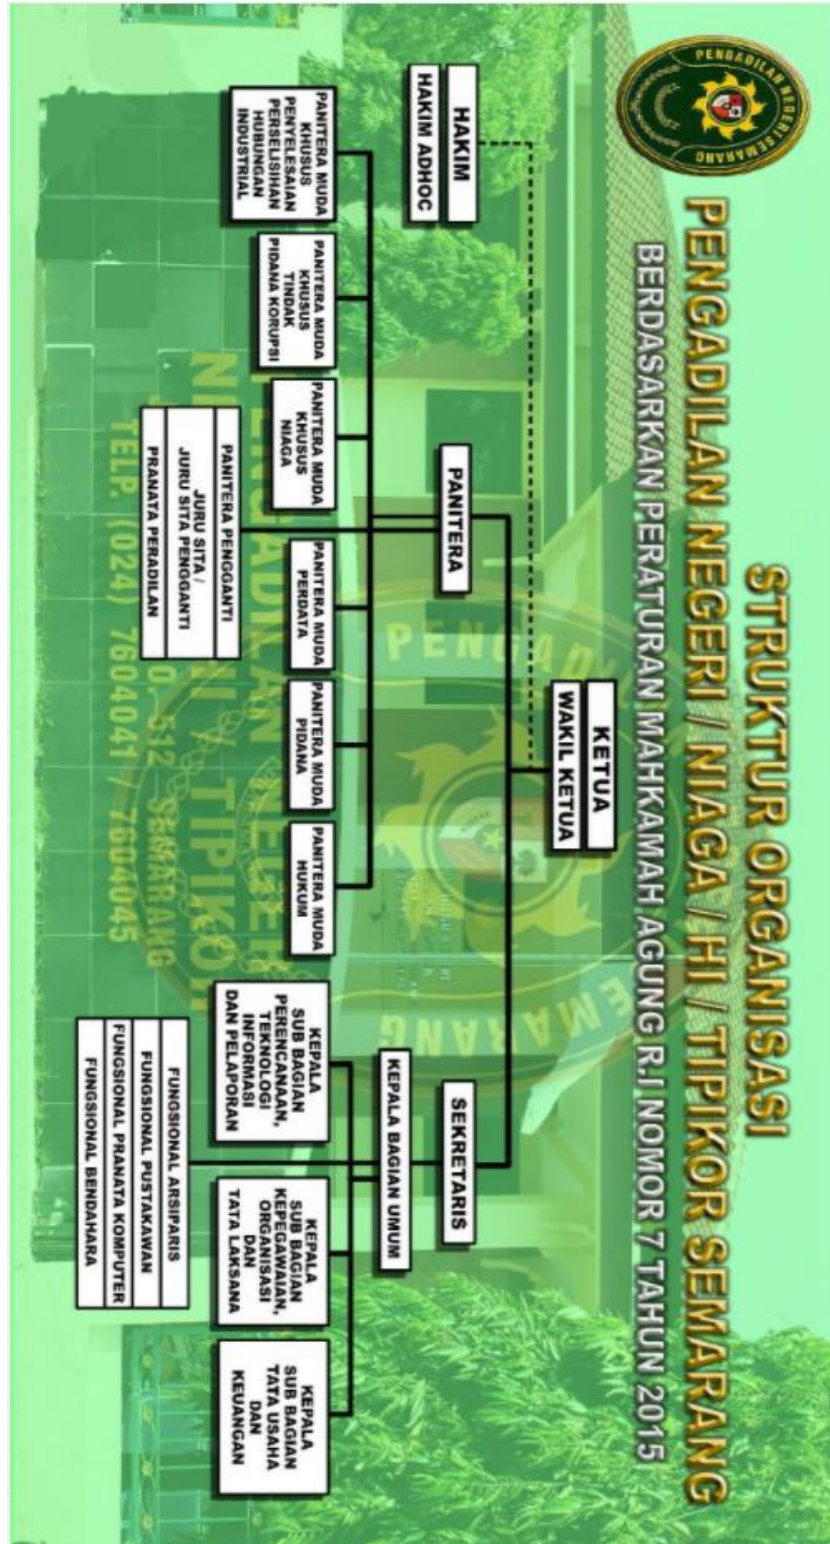 STRUKTUR ORGANISASI
PENGADILAN NEGERI / NIAGA / HI / TIPIKOR SEMARANG
BERDASARKAN PERATURAN MAHKAMAH AGUNG R.I NOMOR 7 TAHUN 2015
PENGADILAN NEGERI SEMARANG
KETUA
WAKIL KETUA
HAKIM
HAKIM ADHOC
PANITERA
SEKRETARIS
KEPALA BAGIAN UMUM
PANITERA MUDA
KHUSUS
PENYELESAIAN
PERSELISIHAN
HUBUNGAN
INDUSTRIAL
PANITERA MUDA
KHUSUS
TINDAK
PIDANA KORUPSI
PANITERA MUDA
KHUSUS
NIAGA
PANITERA MUDA
PERDATA
PANITERA MUDA
PIDANA
PANITERA MUDA
HUKUM
KEPALA
SUB BAGIAN
PERENCANAAN,
TEKNOLOGI
INFORMASI
DAN PELAPORAN
KEPALA
SUB BAGIAN
KEPEGAWAIAN,
ORGANISASI
DAN
TATA LAKSANA
KEPALA
SUB BAGIAN
TATA USAHA
DAN
KEUANGAN
PANITERA PENGGANTI
JURU SITA /
JURU SITA PENGGANTI
PRANATA PERADILAN
FUNGSIONAL ARSIPARIS
FUNGSIONAL PUSTAKAWAN
FUNGSIONAL PRANATA KOMPUTER
FUNGSIONAL BENDAHARA
PENGADILAN NEGER
/ TIPIKOR
512 SEMARANG
TELP. (024) 7604041 / 7604045